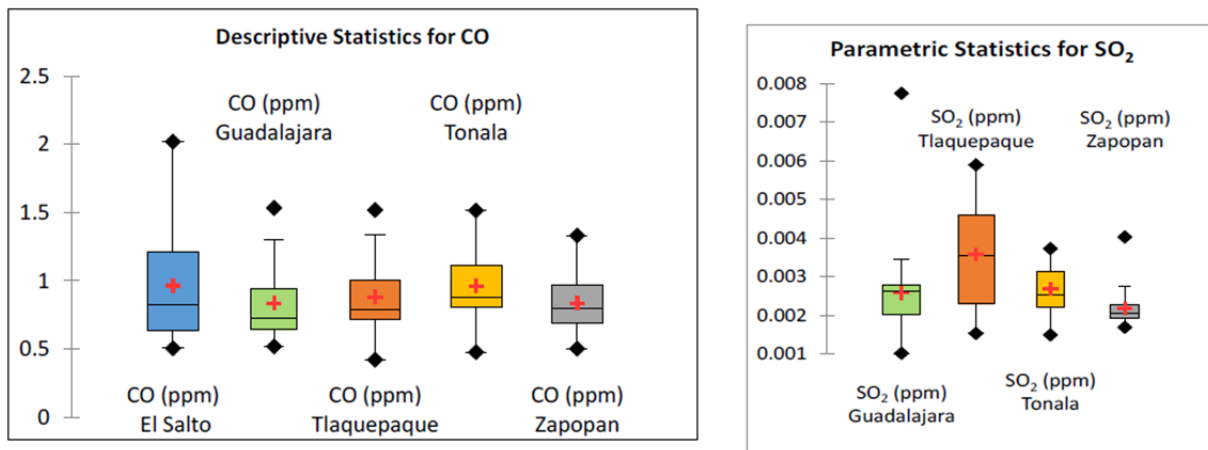 Descriptive Statistics for CO
2.5
2
1.5
1
0.5
0
CO (ppm)
Guadalajara
CO (ppm)
Tonala
CO (ppm)
El Salto
CO (ppm)
Tlaquepaque
CO (ppm)
Zapopan
Parametric Statistics for SO₂
0.008
0.007
0.006
0.005
0.004
0.003
0.002
0.001
SO₂ (ppm)
Tlaquepaque
SO₂ (ppm)
Zapopan
SO₂ (ppm)
Guadalajara
SO₂ (ppm)
Tonala